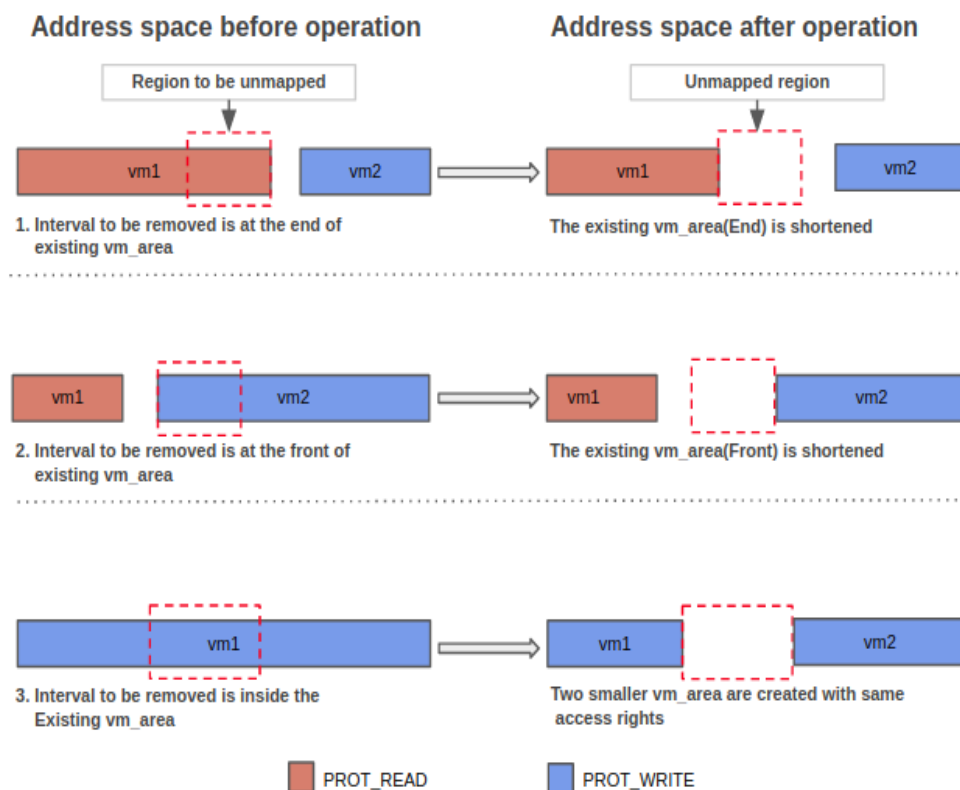 Address space before operation
Address space after operation
Region to be unmapped
Unmapped region
vm1
vm2
vm1
vm2
1. Interval to be removed is at the end of
existing vm_area
The existing vm_area(End) is shortened
vm1
vm2
vm1
vm2
2. Interval to be removed is at the front of
existing vm_area
The existing vm_area(Front) is shortened
vm1
vm1
vm2
3. Interval to be removed is inside the
Existing vm_area
Two smaller vm_area are created with same
access rights
PROT_READ
PROT_WRITE